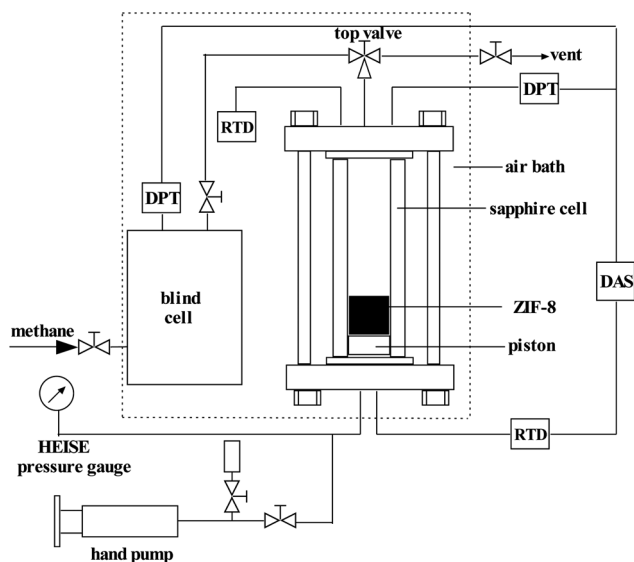 top valve
vent
DPT
RTD
air bath
DPT
sapphire cell
blind
cell
DAS
ZIF-8
methane
piston
HEISE
pressure gauge
RTD
hand pump